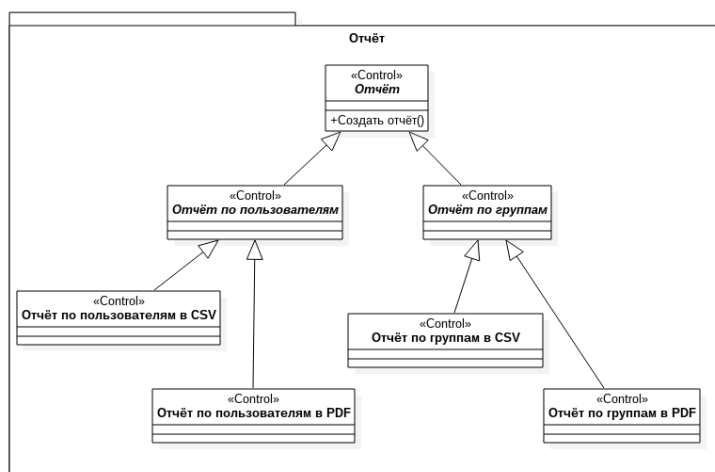 Отчёт
«Control»
Отчёт
+Создать отчёт()
«Control»
Отчёт по пользователям
«Control»
Отчёт по группам
«Control»
Отчёт по пользователям в CSV
«Control»
Отчёт по группам в CSV
«Control»
Отчёт по пользователям в PDF
«Control»
Отчёт по группам в PDF